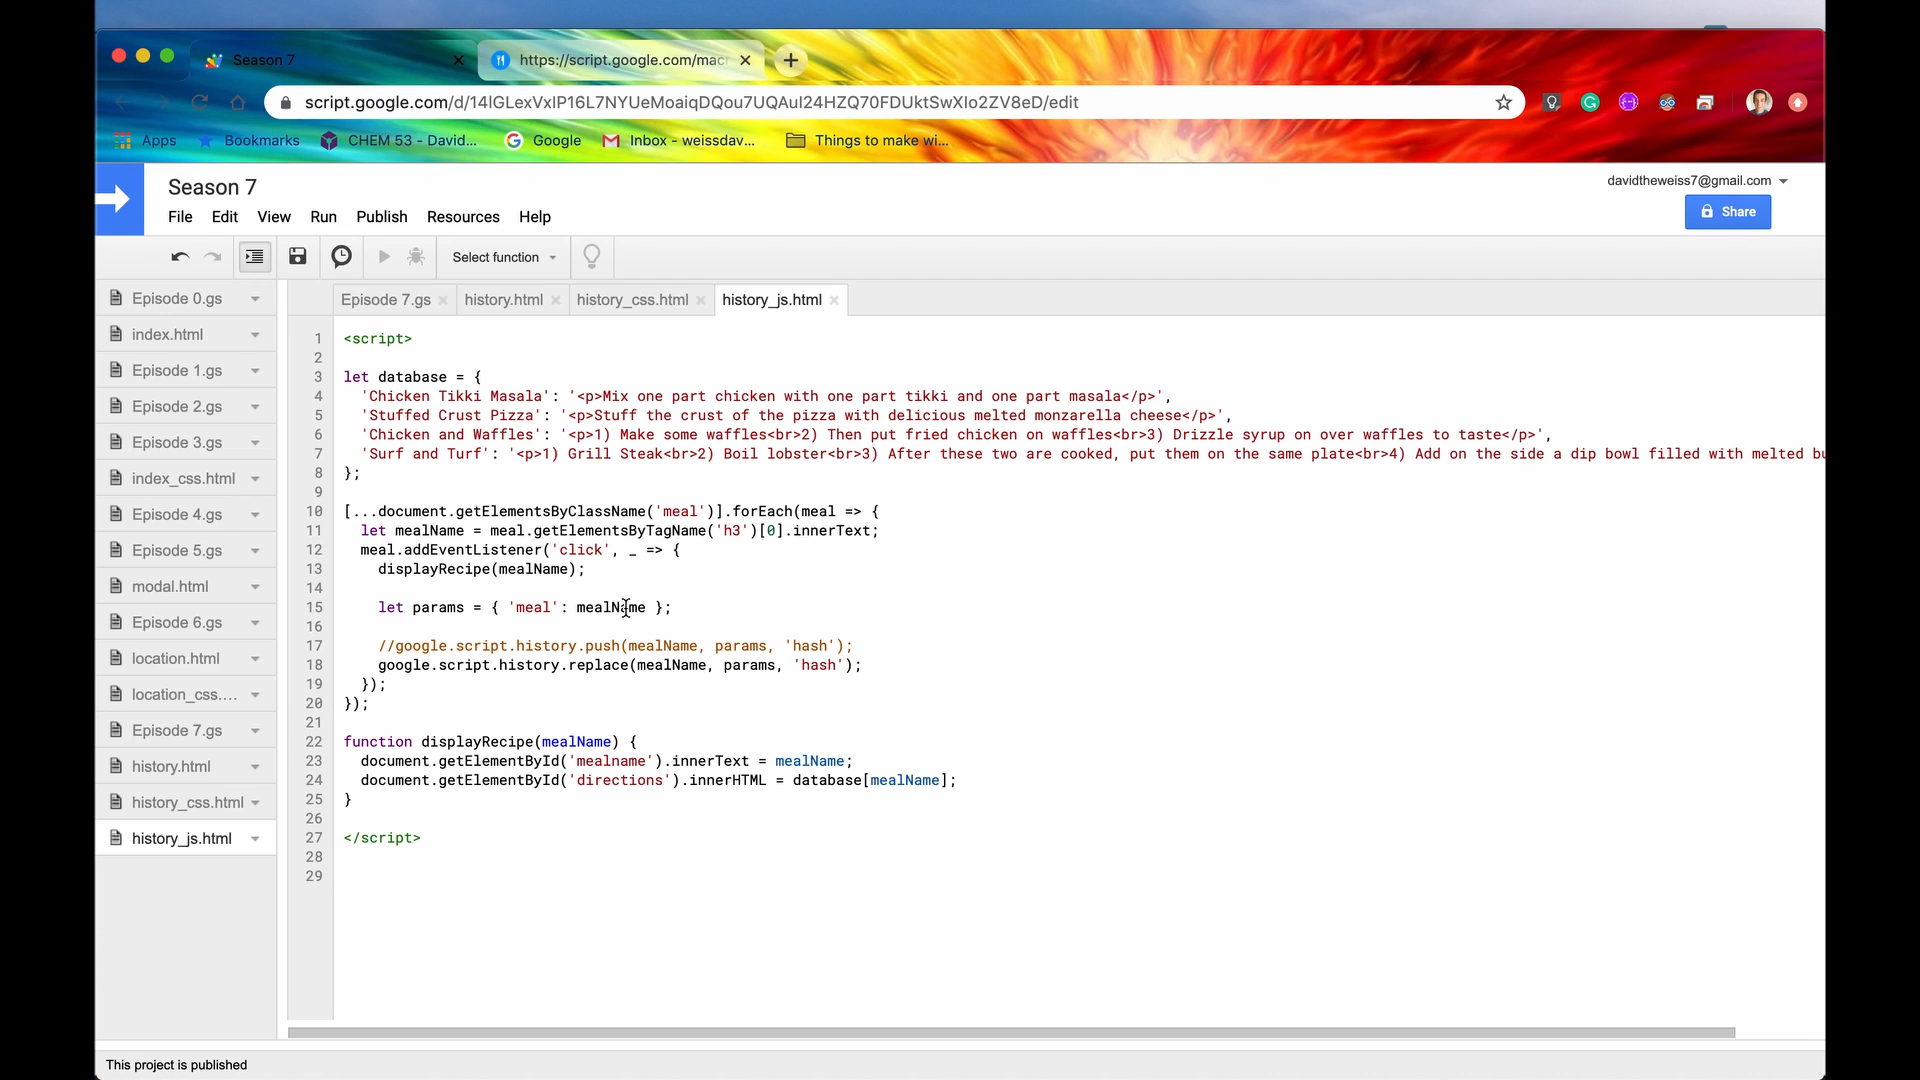 Season 7
https://script.google.com/mac
script.google.com/d/14lGLexVxIP16L7NYUeMoaiqDQou7UQAuI24HZQ70FDUktSwXIo2ZV8eD/edit
Apps
Bookmarks
CHEM 53 - David...
Google
Inbox - weissdav...
Things to make wi...
Season 7
davidtheweiss7@gmail.com
File Edit View Run Publish Resources Help
Share
Select function
Episode 0.gs
index.html
Episode 1.gs
Episode 2.gs
Episode 3.gs
index_css.html
Episode 4.gs
Episode 5.gs
modal.html
Episode 6.gs
location.html
location_css....
Episode 7.gs
history.html
history_css.html
history_js.html
Episode 7.gs history.html history_css.html history_js.html
1 <script>
2
3 let database = {
4 'Chicken Tikki Masala': '<p>Mix one part chicken with one part tikki and one part masala</p>',
5 'Stuffed Crust Pizza': '<p>Stuff the crust of the pizza with delicious melted monzarella cheese</p>',
6 'Chicken and Waffles': '<p>1) Make some waffles<br>2) Then put fried chicken on waffles<br>3) Drizzle syrup on over waffles to taste</p>',
7 'Surf and Turf': '<p>1) Grill Steak<br>2) Boil lobster<br>3) After these two are cooked, put them on the same plate<br>4) Add on the side a dip bowl filled with melted bu
8 };
9
10 [...document.getElementsByClassName('meal')].forEach(meal => {
11 let mealName = meal.getElementsByTagName('h3')[0].innerText;
12 meal.addEventListener('click', _ => {
13 displayRecipe(mealName);
14
15 let params = { 'meal': mealName };
16
17 //google.script.history.push(mealName, params, 'hash');
18 google.script.history.replace(mealName, params, 'hash');
19 });
20 });
21
22 function displayRecipe(mealName) {
23 document.getElementById('mealname').innerText = mealName;
24 document.getElementById('directions').innerHTML = database[mealName];
25 }
26
27 </script>
28
29
This project is published